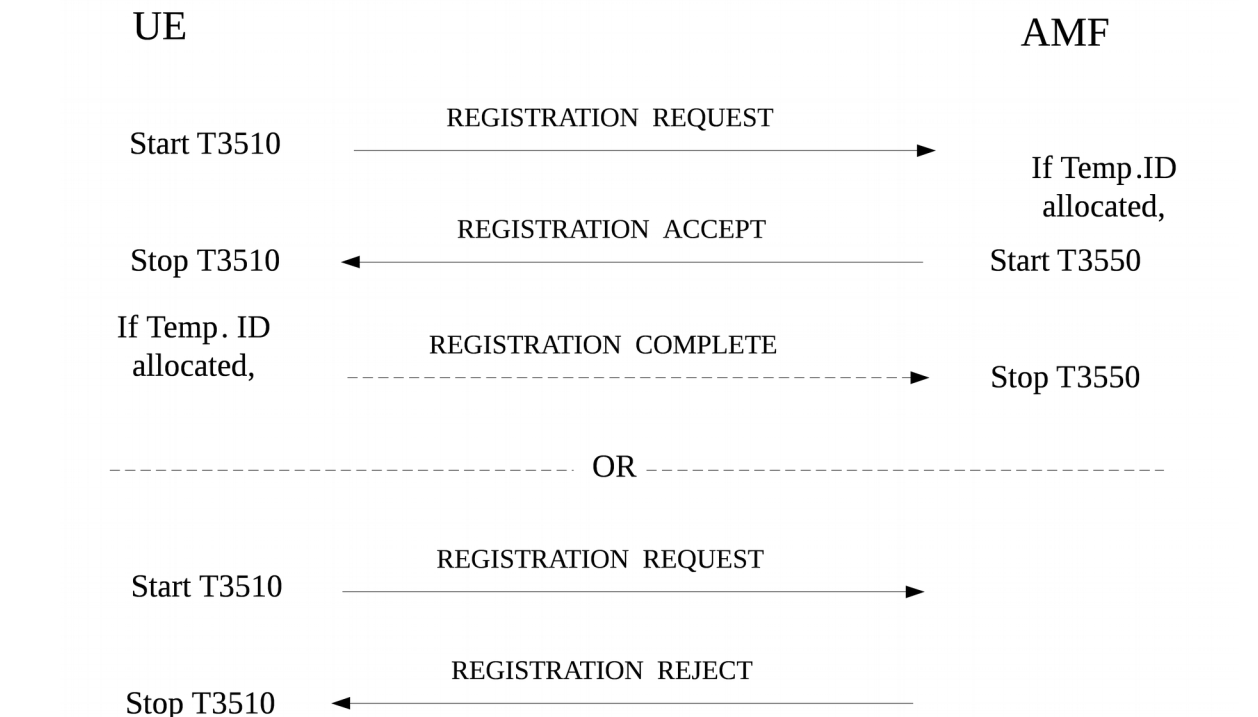 UE
AMF
REGISTRATION REQUEST
Start T3510
If Temp.ID
allocated,
REGISTRATION ACCEPT
Stop T3510
Start T3550
If Temp. ID
allocated,
REGISTRATION COMPLETE
Stop T3550
OR
REGISTRATION REQUEST
Start T3510
REGISTRATION REJECT
Stop T3510